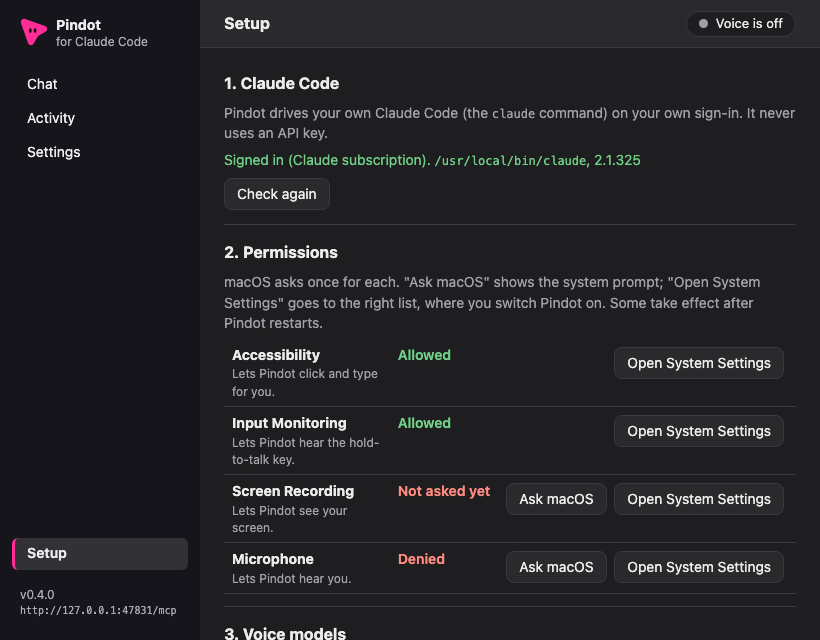 Pindot
for Claude Code
Chat
Activity
Settings
Setup
v0.4.0
http://127.0.0.1:47831/mcp
Setup
Voice is off
1. Claude Code
Pindot drives your own Claude Code (the claude command) on your own sign-in. It never
uses an API key.
Signed in (Claude subscription). /usr/local/bin/claude, 2.1.325
Check again
2. Permissions
macOS asks once for each. "Ask macOS" shows the system prompt; "Open System
Settings" goes to the right list, where you switch Pindot on. Some take effect after
Pindot restarts.
Accessibility
Lets Pindot click and type
for you.
Allowed
Open System Settings
Input Monitoring
Lets Pindot hear the hold-
to-talk key.
Allowed
Open System Settings
Screen Recording
Lets Pindot see your
screen.
Not asked yet
Ask macOS
Open System Settings
Microphone
Lets Pindot hear you.
Denied
Ask macOS
Open System Settings
3. Voice models